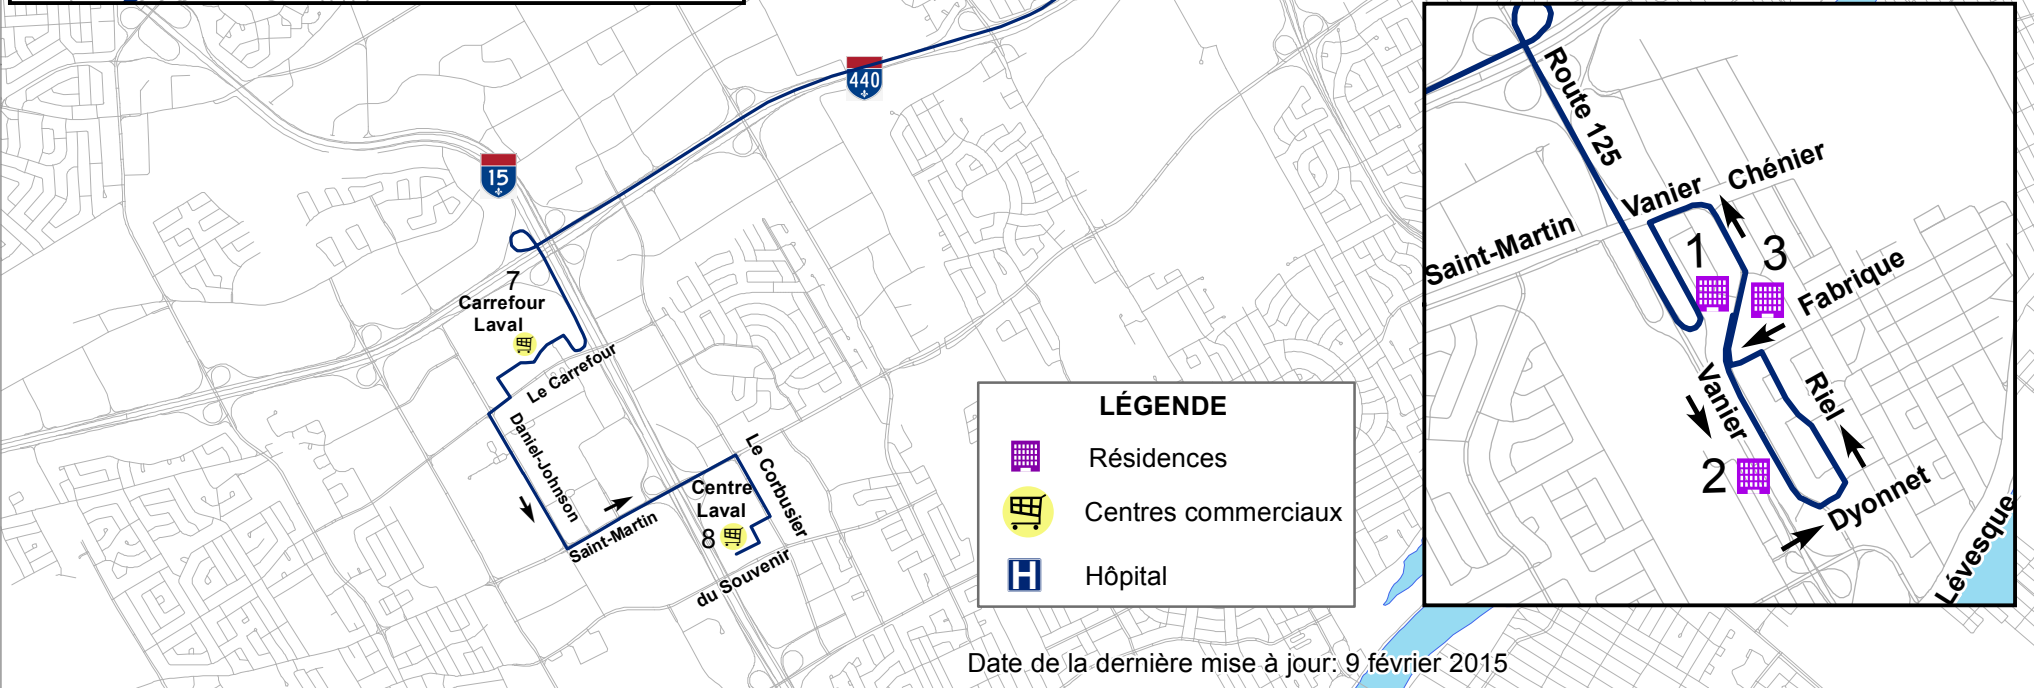 440
15
7
Carrefour
Laval
Le Carrefour
Daniel-Johnson
Saint-Martin
Centre
Laval
8
Le Corbusier
du Souvenir
LÉGENDE
Résidences
Centres commerciaux
H
Hôpital
Date de la dernière mise à jour: 9 février 2015
Route 125
Chénier
Vanier
Saint-Martin
1
3
Fabrique
Vanier
Riel
2
Dyonnet
Lévesque